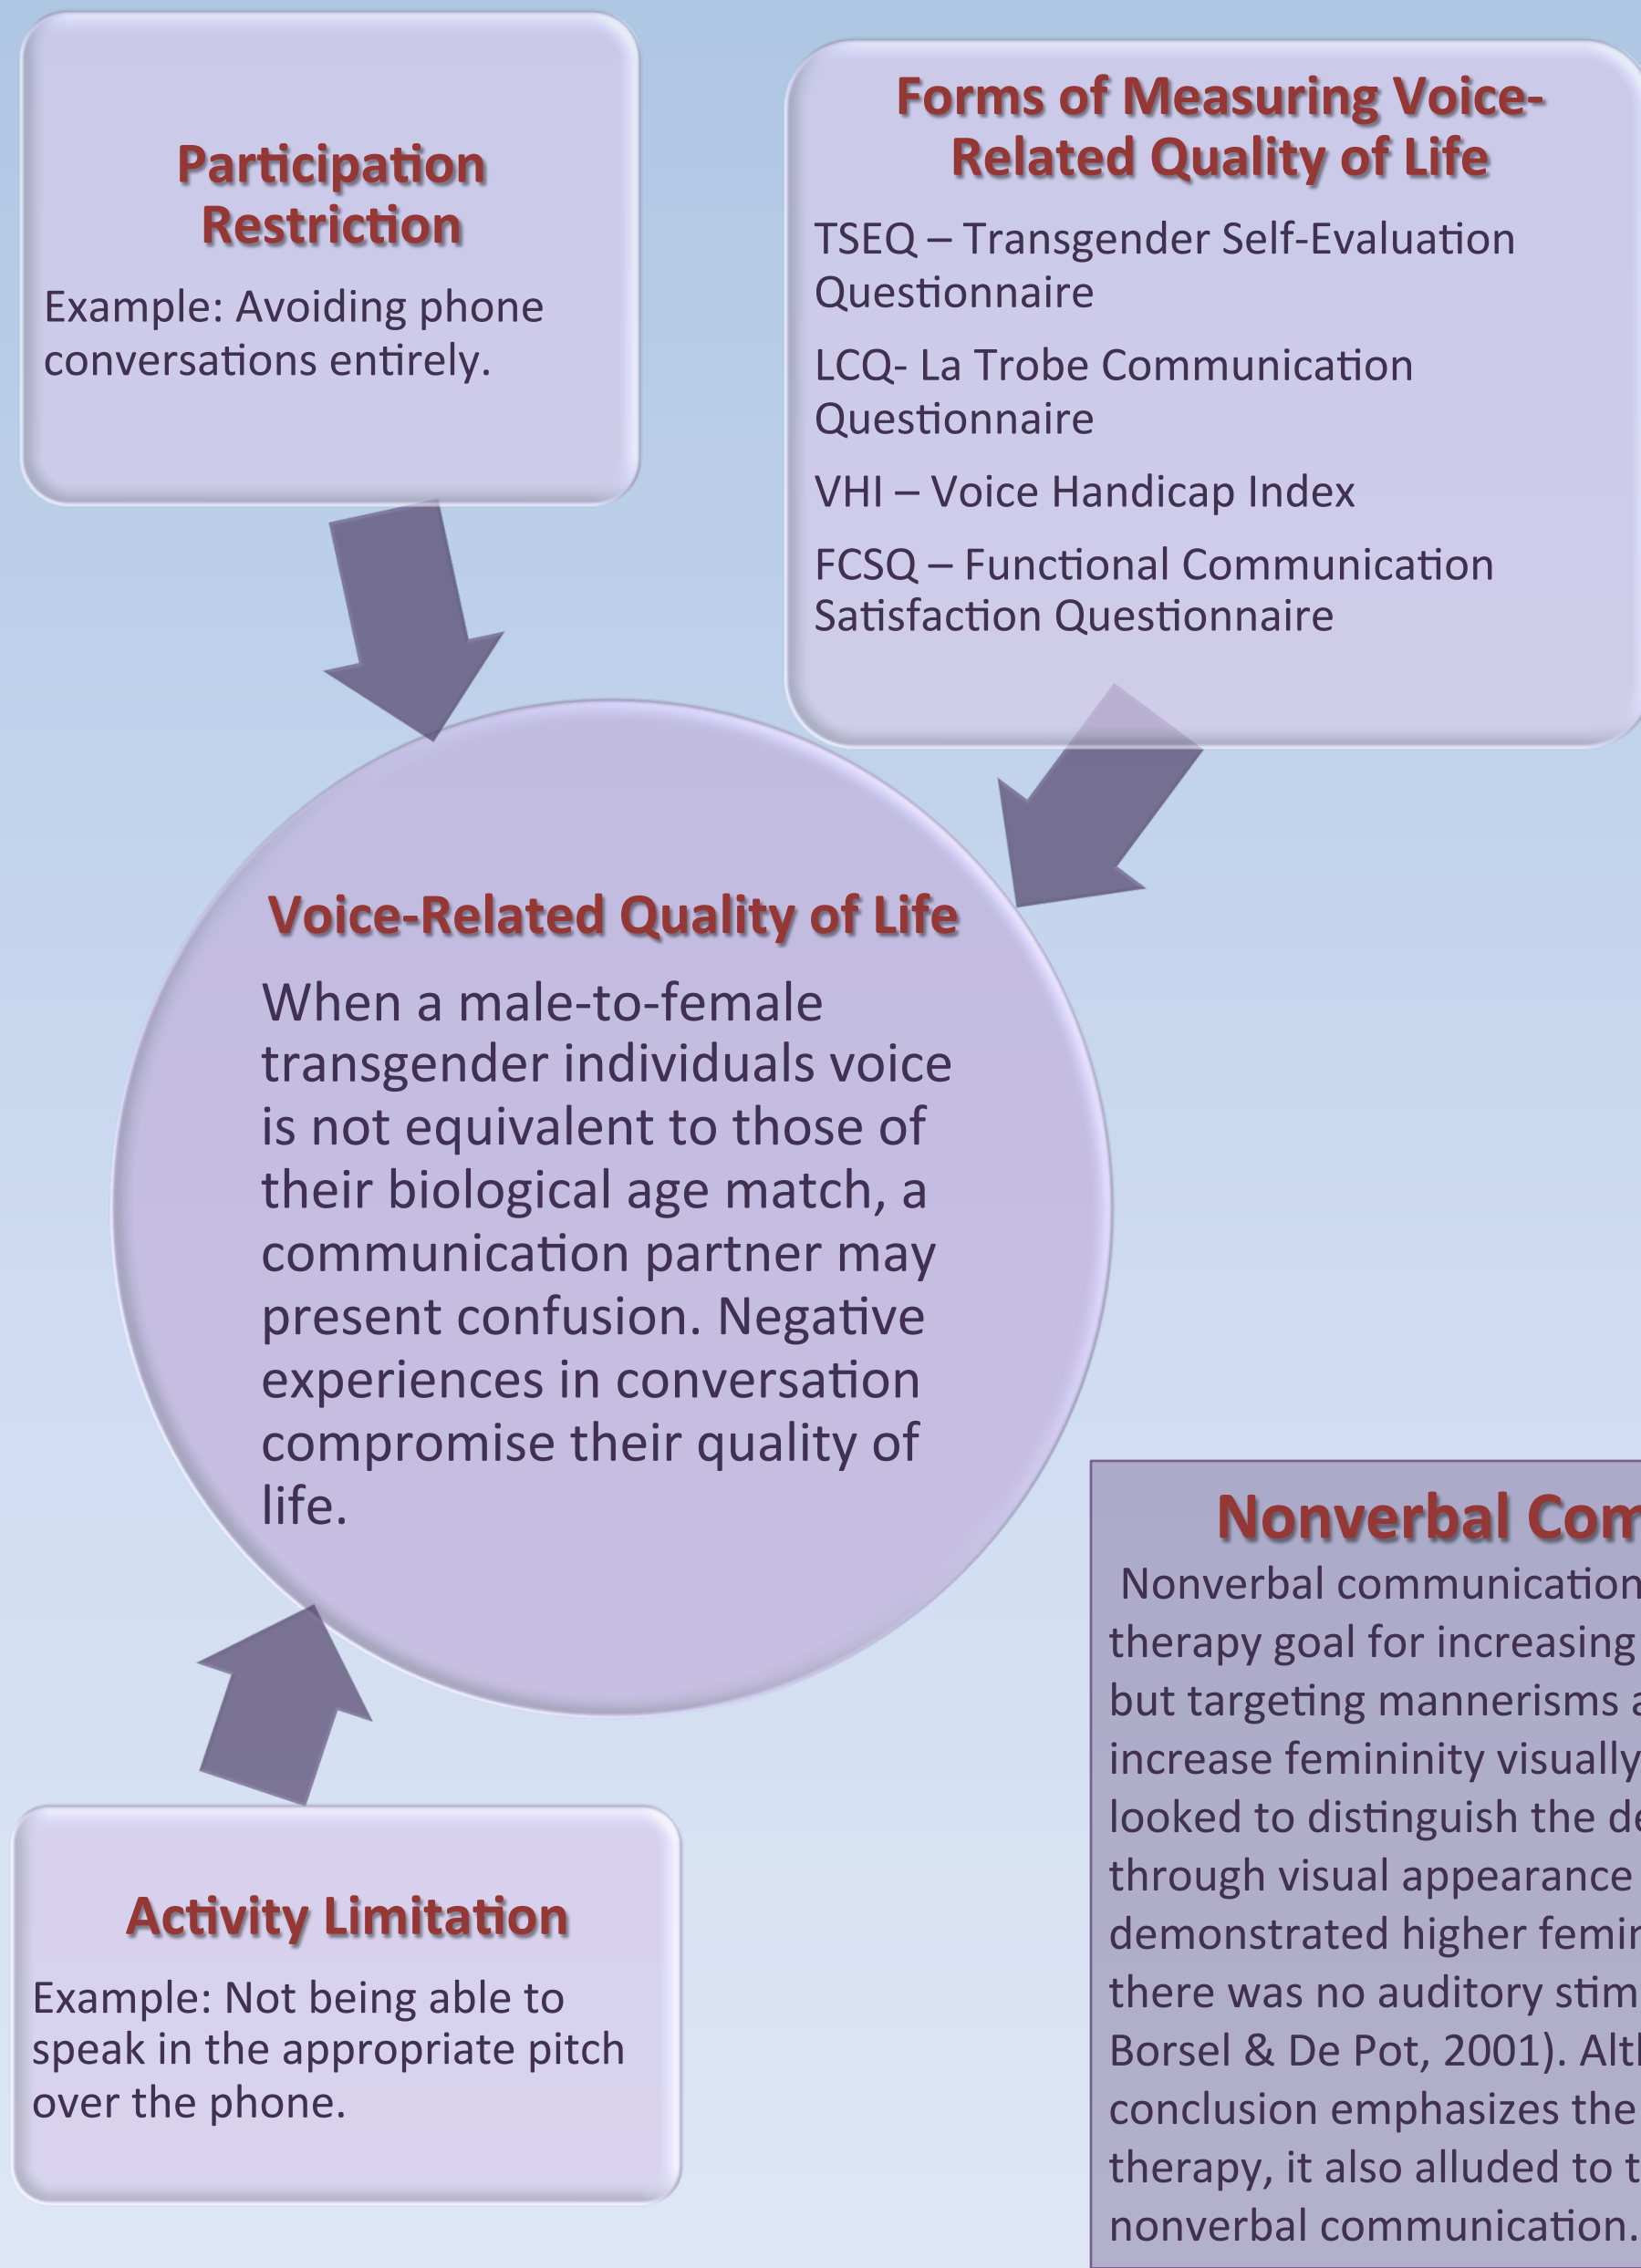 Participation
Restriction
Example: Avoiding phone
conversations entirely.
Forms of Measuring Voice-
Related Quality of Life
TSEQ – Transgender Self-Evaluation
Questionnaire
LCQ- La Trobe Communication
Questionnaire
VHI – Voice Handicap Index
FCSQ – Functional Communication
Satisfaction Questionnaire
Voice-Related Quality of Life
When a male-to-female
transgender individuals voice
is not equivalent to those of
their biological age match, a
communication partner may
present confusion. Negative
experiences in conversation
compromise their quality of
life.
Activity Limitation
Example: Not being able to
speak in the appropriate pitch
over the phone.
Nonverbal
Nonverbal communication
therapy goal for increasing
but targeting mannerisms
increase femininity visually
looked to distinguish the
through visual appearance
demonstrated higher
there was no auditory
Borsel & De Pot, 2001).
conclusion emphasizes the
therapy, it also alluded to
nonverbal communication.